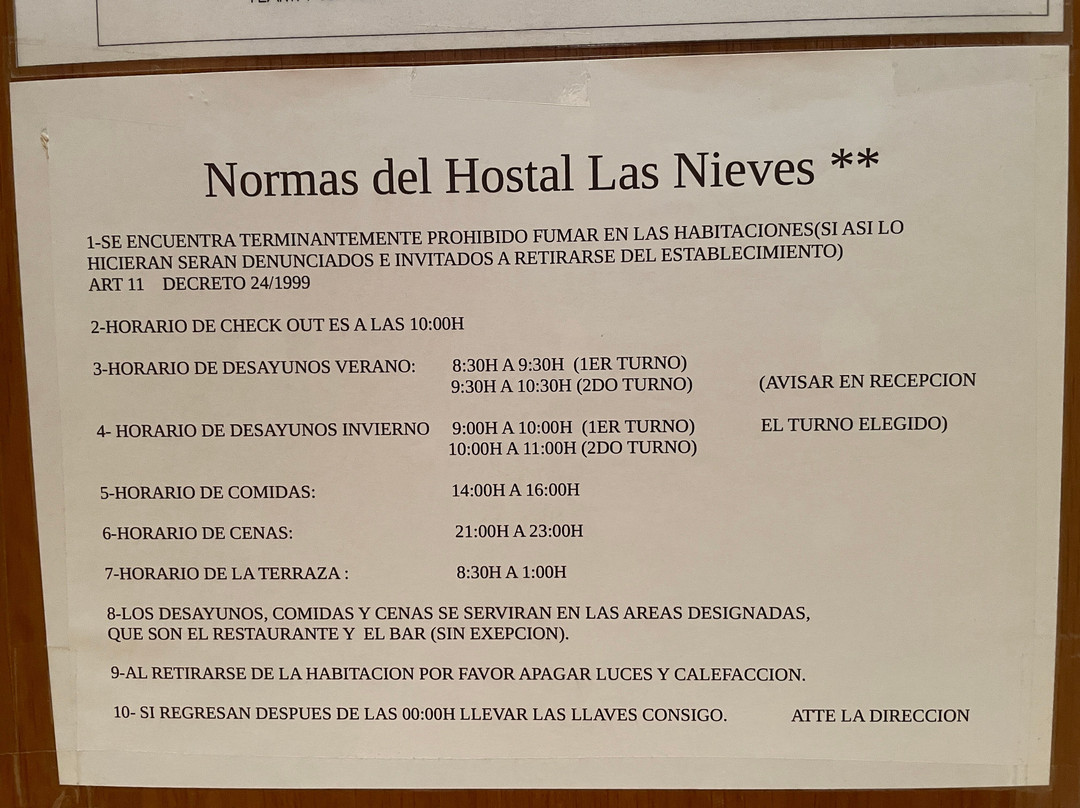 Normas del Hostal Las Nieves **
1-SE ENCUENTRA TERMINANTEMENTE PROHIBIDO FUMAR EN LAS HABITACIONES(SI ASI LO
HICIERAN SERAN DENUNCIADOS E INVITADOS A RETIRARSE DEL ESTABLECIMIENTO)
ART 11 DECRETO 24/1999
2-HORARIO DE CHECK OUT ES A LAS 10:00H
3-HORARIO DE DESAYUNOS VERANO: 8:30H A 9:30H (1ER TURNO)
9:30H A 10:30H (2DO TURNO) (AVISAR EN RECEPCION
4- HORARIO DE DESAYUNOS INVIERNO 9:00H A 10:00H (1ER TURNO) EL TURNO ELEGIDO)
10:00H A 11:00H (2DO TURNO)
5-HORARIO DE COMIDAS: 14:00H A 16:00H
6-HORARIO DE CENAS: 21:00H A 23:00H
7-HORARIO DE LA TERRAZA : 8:30H A 1:00H
8-LOS DESAYUNOS, COMIDAS Y CENAS SE SERVIRAN EN LAS AREAS DESIGNADAS,
QUE SON EL RESTAURANTE Y EL BAR (SIN EXEPCION).
9-AL RETIRARSE DE LA HABITACION POR FAVOR APAGAR LUCES Y CALEFACCION.
10- SI REGRESAN DESPUES DE LAS 00:00H LLEVAR LAS LLAVES CONSIGO. ATTE LA DIRECCION